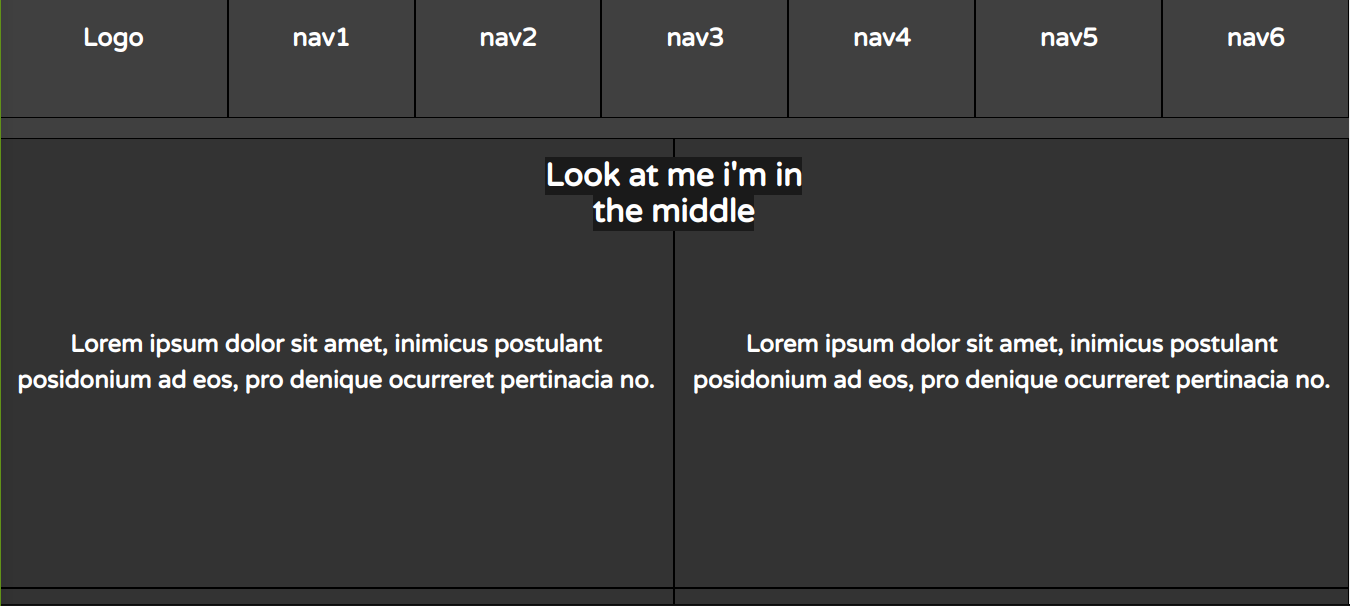 Logo nav1 nav2 nav3 nav4 nav5 nav6
Look at me i'm in
the middle
Lorem ipsum dolor sit amet, inimicus postulant
posidonium ad eos, pro denique ocurreret pertinacia no.
Lorem ipsum dolor sit amet, inimicus postulant
posidonium ad eos, pro denique ocurreret pertinacia no.